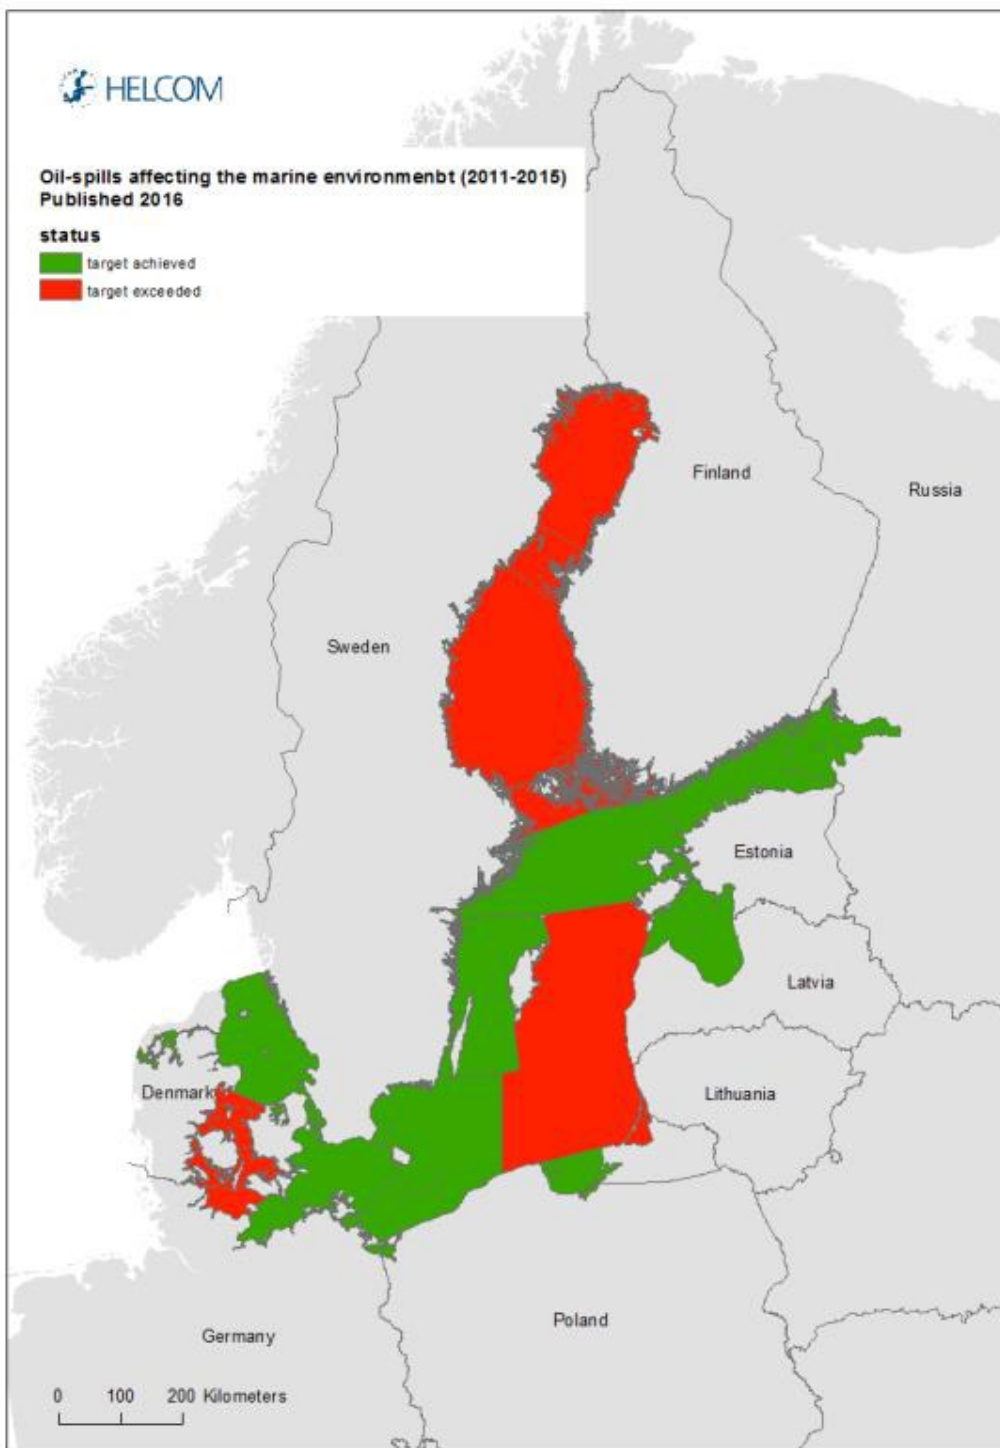 HELCOM
Oil-spills affecting the marine environmenbt (2011-2015)
Published 2016
status
target achieved
target exceeded
Finland
Russia
Sweden
Estonia
Latvia
Denmark
Lithuania
Poland
Germany
0 100 200 Kilometers